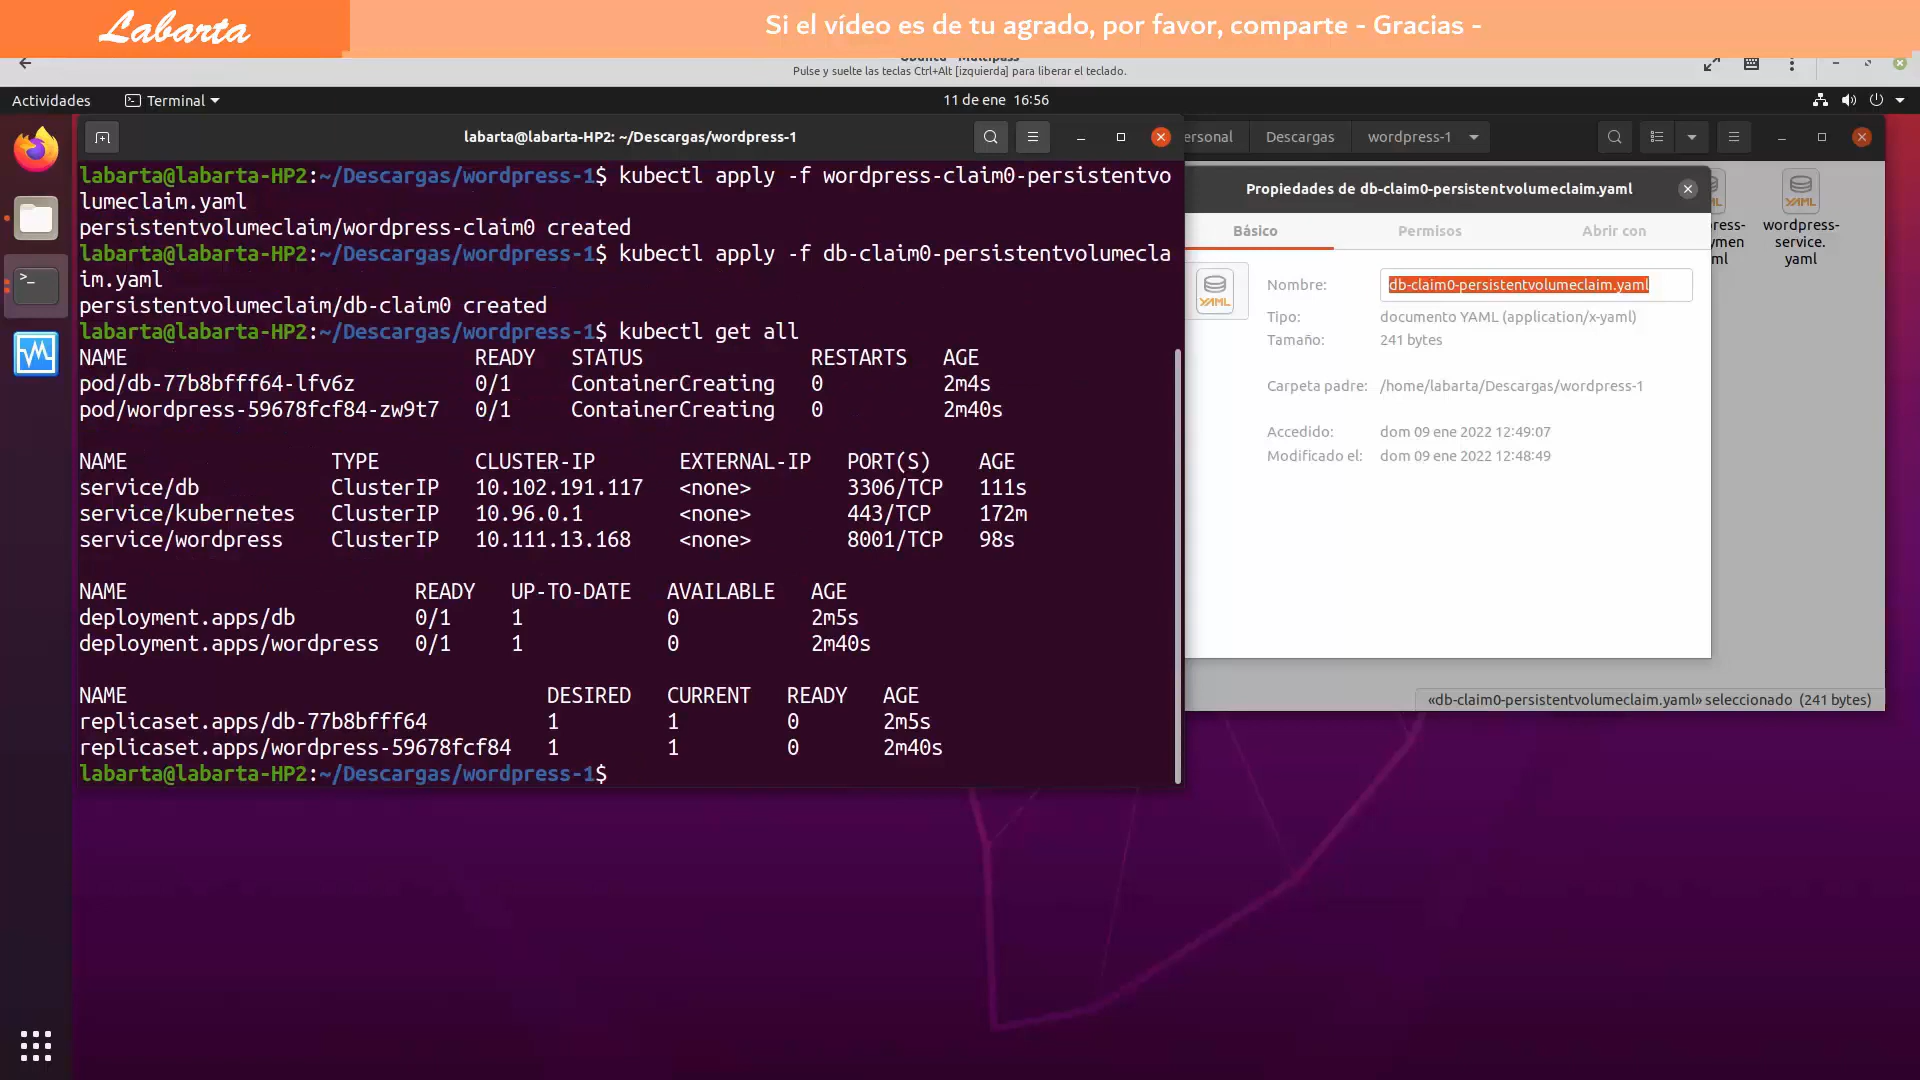 Labarta
Si el vídeo es de tu agrado, por favor, comparte - Gracias -
Pulse y suelte las teclas Ctrl+Alt [izquierda] para liberar el teclado.
Actividades
Terminal
11 de ene 16:56
labarta@labarta-HP2: ~/Descargas/wordpress-1
labarta@labarta-HP2:~/Descargas/wordpress-1$ kubectl apply -f wordpress-claim0-persistentvo
lumeclaim.yaml
persistentvolumeclaim/wordpress-claim0 created
labarta@labarta-HP2:~/Descargas/wordpress-1$ kubectl apply -f db-claim0-persistentvolumecla
im.yaml
persistentvolumeclaim/db-claim0 created
labarta@labarta-HP2:~/Descargas/wordpress-1$ kubectl get all
NAME READY STATUS RESTARTS AGE
pod/db-77b8bfff64-lfv6z 0/1 ContainerCreating 0 2m4s
pod/wordpress-59678fcf84-zw9t7 0/1 ContainerCreating 0 2m40s
NAME TYPE CLUSTER-IP EXTERNAL-IP PORT(S) AGE
service/db ClusterIP 10.102.191.117 <none> 3306/TCP 111s
service/kubernetes ClusterIP 10.96.0.1 <none> 443/TCP 172m
service/wordpress ClusterIP 10.111.13.168 <none> 8001/TCP 98s
NAME READY UP-TO-DATE AVAILABLE AGE
deployment.apps/db 0/1 1 0 2m5s
deployment.apps/wordpress 0/1 1 0 2m40s
NAME DESIRED CURRENT READY AGE
replicaset.apps/db-77b8bfff64 1 1 0 2m5s
replicaset.apps/wordpress-59678fcf84 1 1 0 2m40s
labarta@labarta-HP2:~/Descargas/wordpress-1$
ersonal
Descargas
wordpress-1
Propiedades de db-claim0-persistentvolumeclaim.yaml
Básico
Permisos
Abrir con
YAML
Nombre: db-claim0-persistentvolumeclaim.yaml
Tipo: documento YAML (application/x-yaml)
Tamaño: 241 bytes
Carpeta padre: /home/labarta/Descargas/wordpress-1
Accedido: dom 09 ene 2022 12:49:07
Modificado el: dom 09 ene 2022 12:48:49
ress-
ymen
ml
YAML
wordpress-
service.
yaml
«db-claim0-persistentvolumeclaim.yaml» seleccionado (241 bytes)